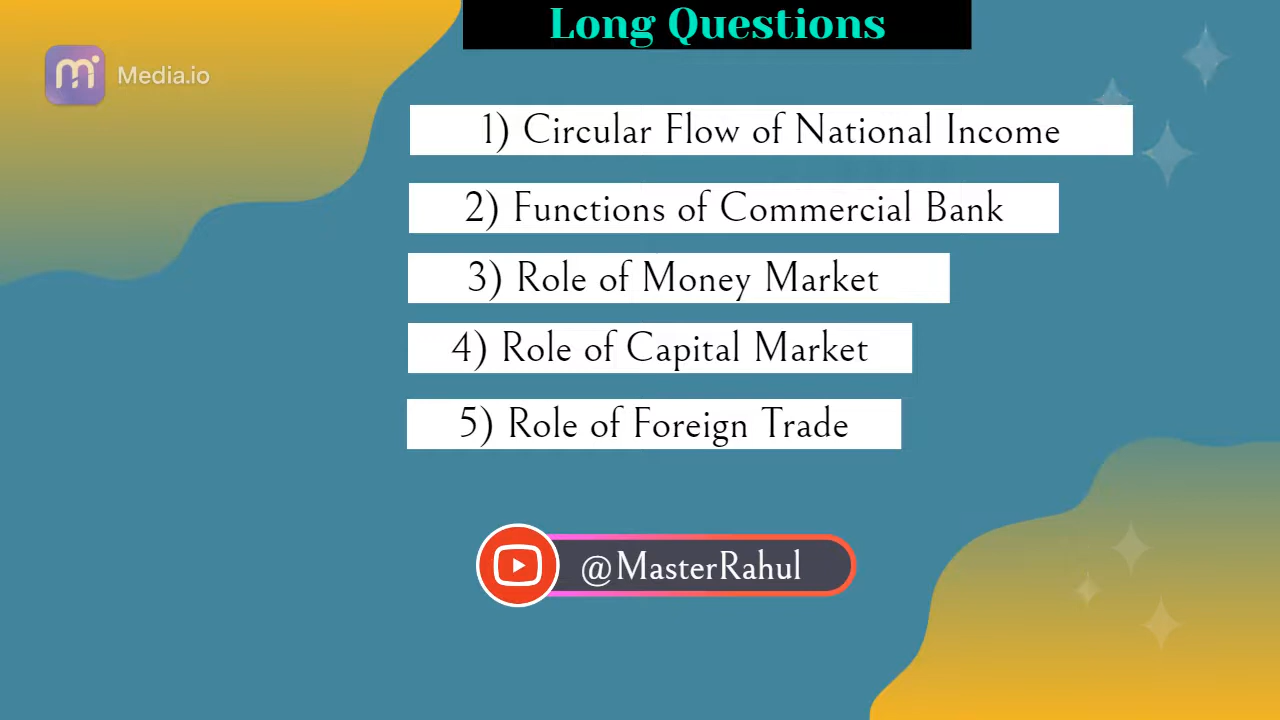 Long Questions
Media.io
1) Circular Flow of National Income
2) Functions of Commercial Bank
3) Role of Money Market
4) Role of Capital Market
5) Role of Foreign Trade
@MasterRahul